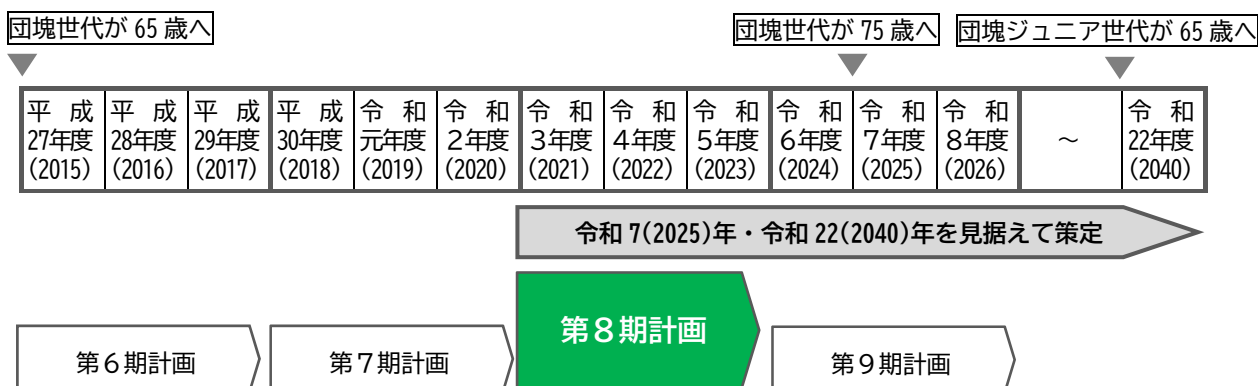 団塊世代が 65 歳へ
団塊世代が 75 歳へ
団塊ジュニア世代が 65 歳へ
平成
27年度
(2015)
平成
28年度
(2016)
平成
29年度
(2017)
平成
30年度
(2018)
令和
元年度
(2019)
令和
２年度
(2020)
令和
３年度
(2021)
令和
４年度
(2022)
令和
５年度
(2023)
令和
６年度
(2024)
令和
７年度
(2025)
令和
８年度
(2026)
～
令和
22年度
(2040)
令和 7(2025)年・令和 22(2040)年を見据えて策定
第６期計画
第７期計画
第８期計画
第９期計画